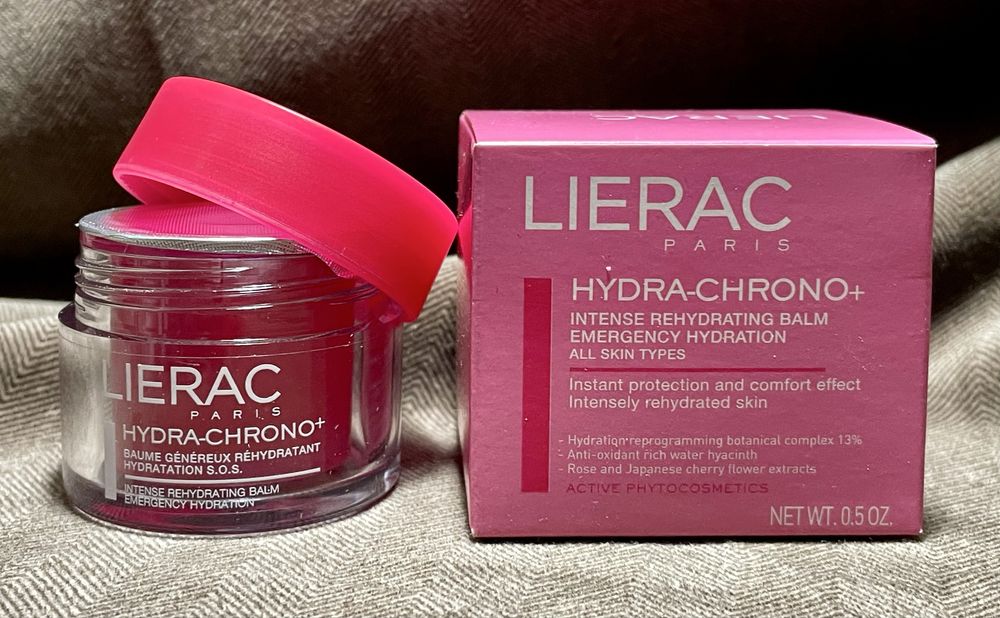 LIERAC
PARIS
HYDRA-CHRONO+
BAUME GÉNÉREUX RÉHYDRATANT
HYDRATATION S.O.S.
INTENSE REHYDRATING BALM
EMERGENCY HYDRATION
LIERAC
LIERAC
PARIS
HYDRA-CHRONO+
INTENSE REHYDRATING BALM
EMERGENCY HYDRATION
ALL SKIN TYPES
Instant protection and comfort effect
Intensely rehydrated skin
- Hydration reprogramming botanical complex 13%
- Anti-oxidant rich water hyacinth
- Rose and Japanese cherry flower extracts
ACTIVE PHYTOCOSMETICS
NET WT. 0.5 OZ.